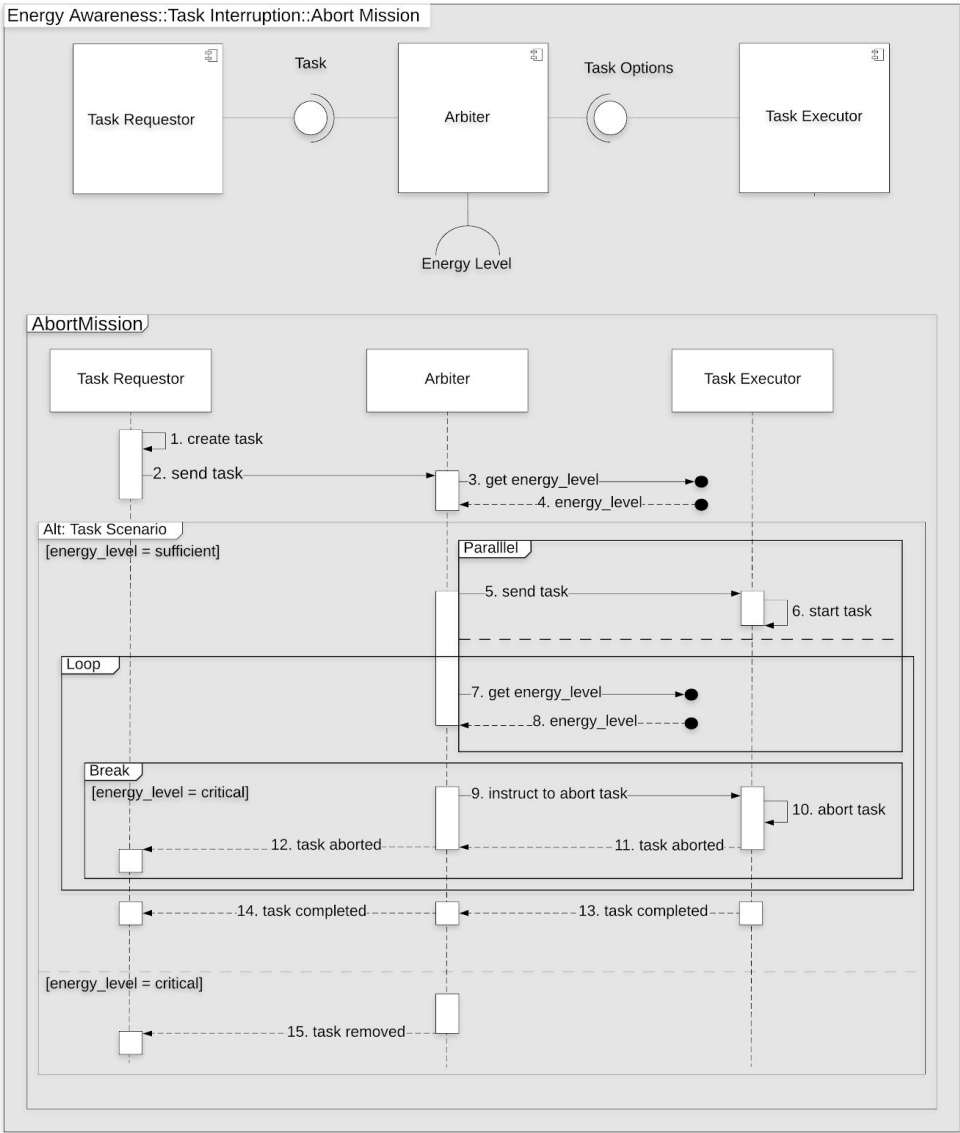 Energy Awareness::Task Interruption::Abort Mission
Task
Task Options
Task Requestor
Arbiter
Task Executor
Energy Level
AbortMission
Task Requestor
Arbiter
Task Executor
1. create task
2. send task
3. get energy_level
4. energy_level
Alt: Task Scenario
[energy_level = sufficient]
Paralllel
5. send task
6. start task
Loop
7. get energy_level
8. energy_level
Break
[energy_level = critical]
9. instruct to abort task
10. abort task
12. task aborted
11. task aborted
14. task completed
13. task completed
[energy_level = critical]
15. task removed